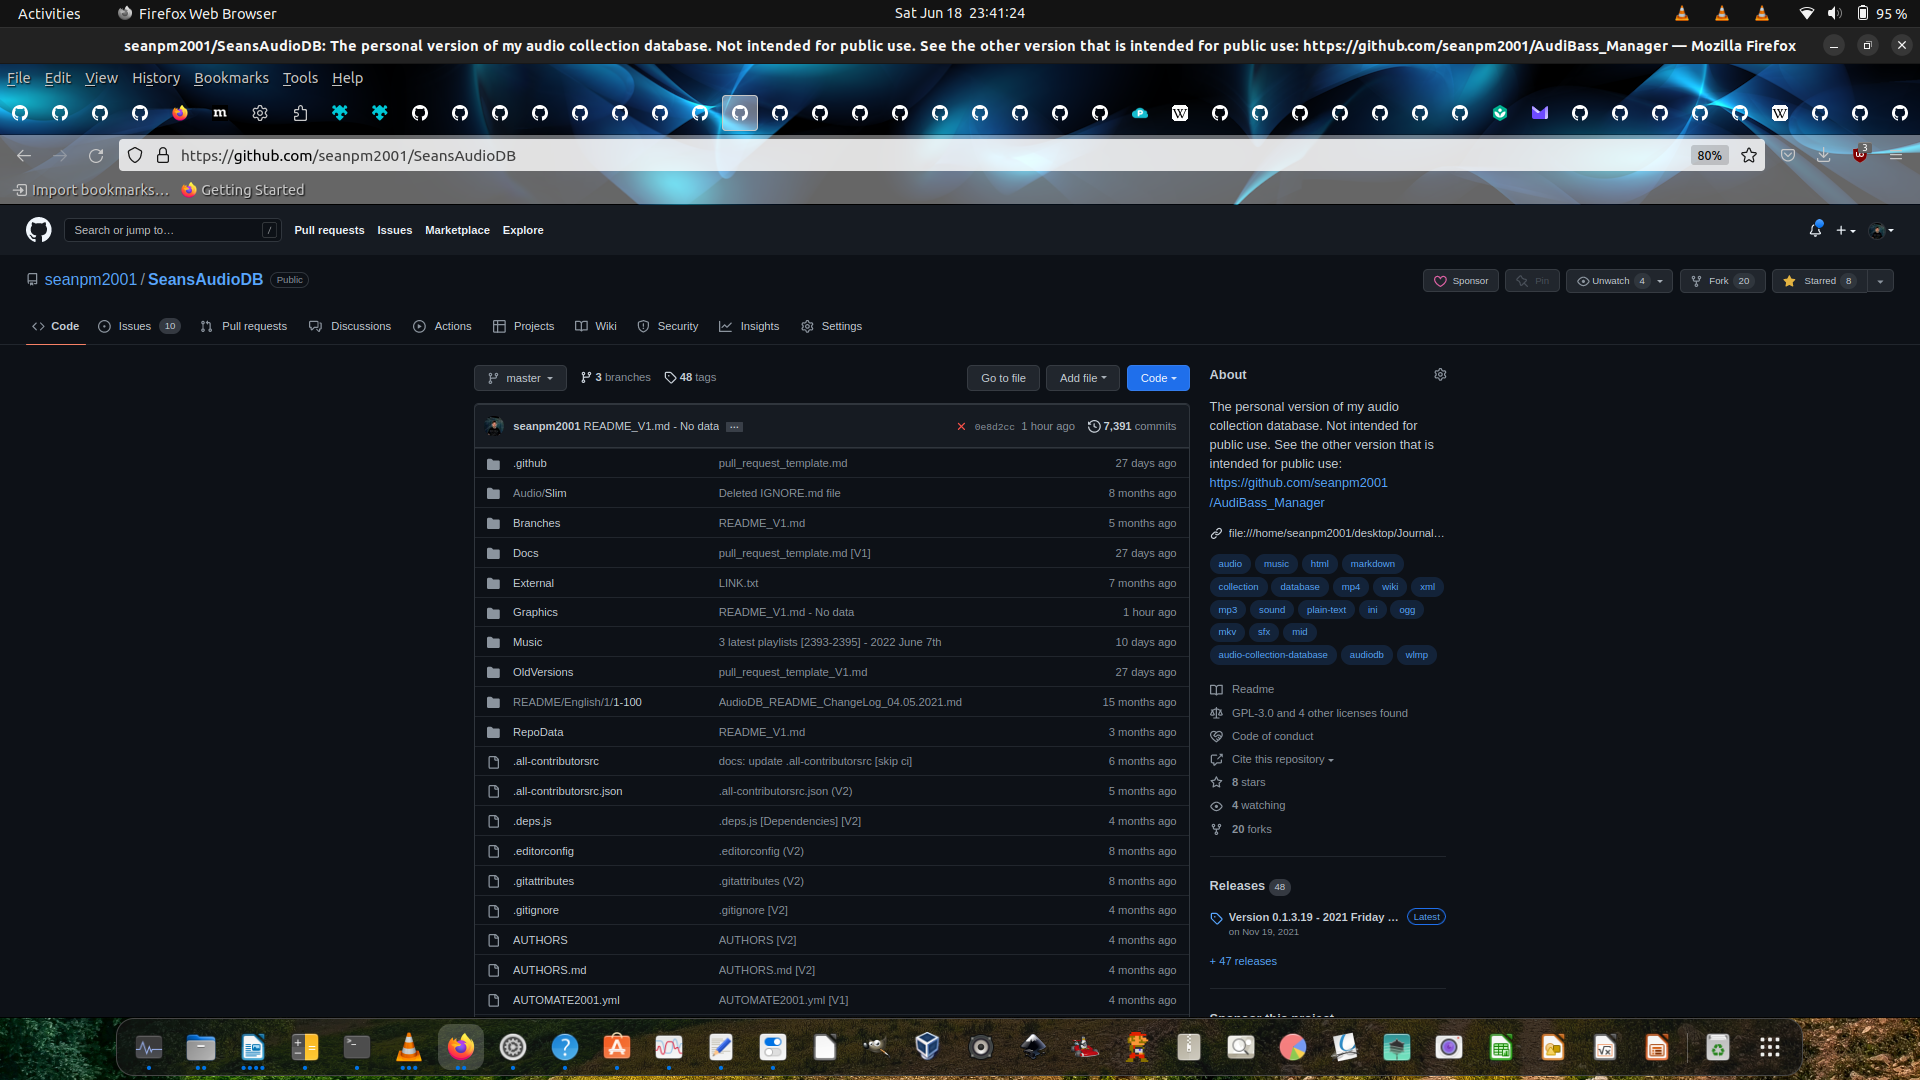 Activities Firefox Web Browser Sat Jun 18 23:41:24 95 %
seanpm2001/SeansAudioDB: The personal version of my audio collection database. Not intended for public use. See the other version that is intended for public use: https://github.com/seanpm2001/AudiBass_Manager — Mozilla Firefox
File Edit View History Bookmarks Tools Help
https://github.com/seanpm2001/SeansAudioDB 80% 3
Import bookmarks… Getting Started
Search or jump to… / Pull requests Issues Marketplace Explore
seanpm2001 / SeansAudioDB Public Sponsor Pin Unwatch 4 Fork 20 Starred 8
Code Issues 10 Pull requests Discussions Actions Projects Wiki Security Insights Settings
master 3 branches 48 tags Go to file Add file Code
seanpm2001 README_V1.md - No data ... 0e8d2cc 1 hour ago 7,391 commits
.github pull_request_template.md 27 days ago
Audio/Slim Deleted IGNORE.md file 8 months ago
Branches README_V1.md 5 months ago
Docs pull_request_template.md [V1] 27 days ago
External LINK.txt 7 months ago
Graphics README_V1.md - No data 1 hour ago
Music 3 latest playlists [2393-2395] - 2022 June 7th 10 days ago
OldVersions pull_request_template_V1.md 27 days ago
README/English/1/1-100 AudioDB_README_ChangeLog_04.05.2021.md 15 months ago
RepoData README_V1.md 3 months ago
.all-contributorsrc docs: update .all-contributorsrc [skip ci] 6 months ago
.all-contributorsrc.json .all-contributorsrc.json (V2) 5 months ago
.deps.js .deps.js [Dependencies] [V2] 4 months ago
.editorconfig .editorconfig (V2) 8 months ago
.gitattributes .gitattributes (V2) 8 months ago
.gitignore .gitignore [V2] 4 months ago
AUTHORS AUTHORS [V2] 4 months ago
AUTHORS.md AUTHORS.md [V2] 4 months ago
AUTOMATE2001.yml AUTOMATE2001.yml [V1] 4 months ago
About
The personal version of my audio
collection database. Not intended for
public use. See the other version that is
intended for public use:
https://github.com/seanpm2001
/AudiBass_Manager
file:///home/seanpm2001/desktop/Journal…
audio music html markdown
collection database mp4 wiki xml
mp3 sound plain-text ini ogg
mkv sfx mid
audio-collection-database audiodb wlmp
Readme
GPL-3.0 and 4 other licenses found
Code of conduct
Cite this repository
8 stars
4 watching
20 forks
Releases 48
Version 0.1.3.19 - 2021 Friday ... Latest
on Nov 19, 2021
+ 47 releases
Sponsor this project